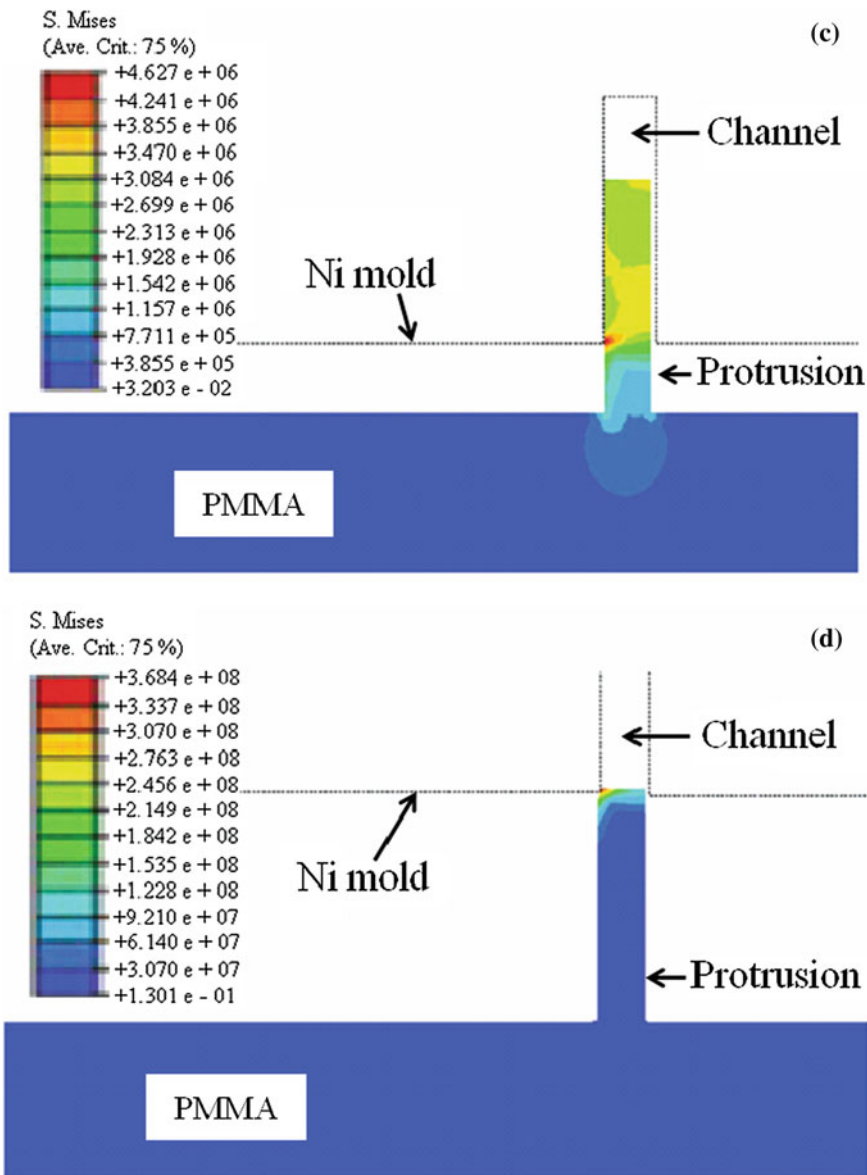 S. Mises
(Ave. Crit.: 75 %)
(c)
+4.627 e + 06
+4.241 e + 06
+3.855 e + 06
+3.470 e + 06
+3.084 e + 06
+2.699 e + 06
+2.313 e + 06
+1.928 e + 06
+1.542 e + 06
+1.157 e + 06
+7.711 e + 05
+3.855 e + 05
+3.203 e - 02
Channel
Ni mold
Protrusion
PMMA
S. Mises
(Ave. Crit.: 75 %)
(d)
+3.684 e + 08
+3.337 e + 08
+3.070 e + 08
+2.763 e + 08
+2.456 e + 08
+2.149 e + 08
+1.842 e + 08
+1.535 e + 08
+1.228 e + 08
+9.210 e + 07
+6.140 e + 07
+3.070 e + 07
+1.301 e - 01
Channel
Ni mold
Protrusion
PMMA